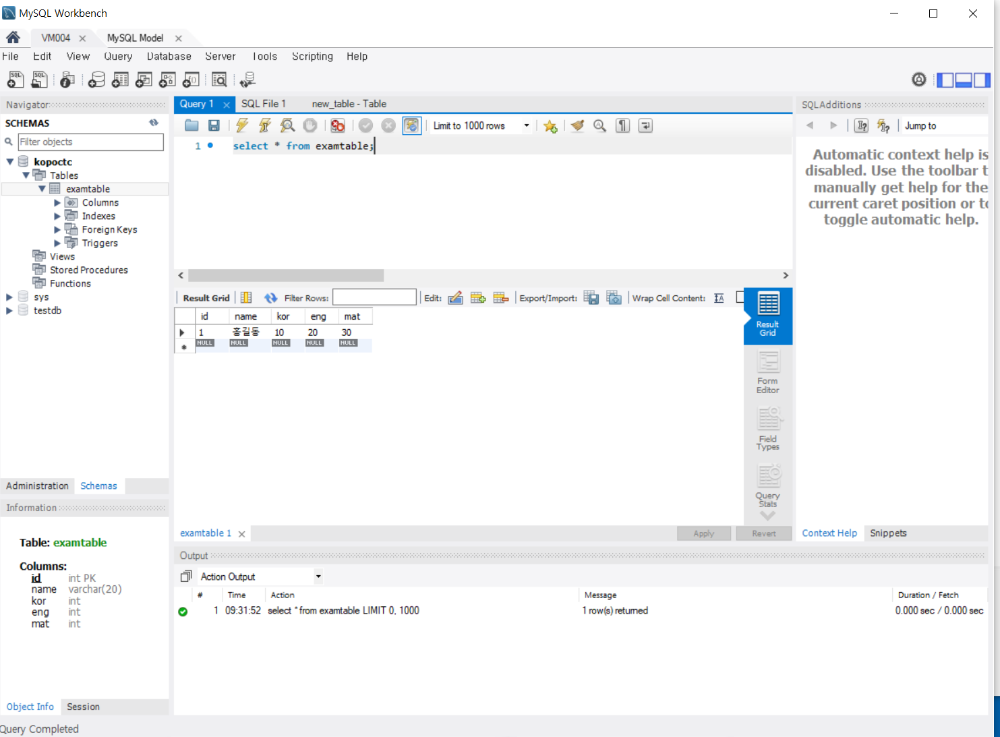 MySQL Workbench
VM004
MySQL Model
File Edit View Query Database Server Tools Scripting Help
Navigator
SCHEMAS
Filter objects
kopoctc
Tables
examtable
Columns
Indexes
Foreign Keys
Triggers
Views
Stored Procedures
Functions
sys
testdb
Administration Schemas
Information
Table: examtable
Columns:
id int PK
name varchar(20)
kor int
eng int
mat int
Object Info Session
Query Completed
Query 1 SQL File 1 new_table - Table
Limit to 1000 rows
1 select * from examtable;
Result Grid Filter Rows: Edit: Export/Import: Wrap Cell Content: IA
id name kor eng mat
1 홍길동 10 20 30
NULL NULL NULL NULL NULL
Result
Grid
Form
Editor
Field
Types
Query
Stats
examtable 1
Apply Revert
Output
Action Output
# Time Action Message Duration / Fetch
1 09:31:52 select * from examtable LIMIT 0, 1000 1 row(s) returned 0.000 sec / 0.000 sec
SQLAdditions
Jump to
Automatic context help is
disabled. Use the toolbar t
manually get help for the
current caret position or to
toggle automatic help.
Context Help Snippets